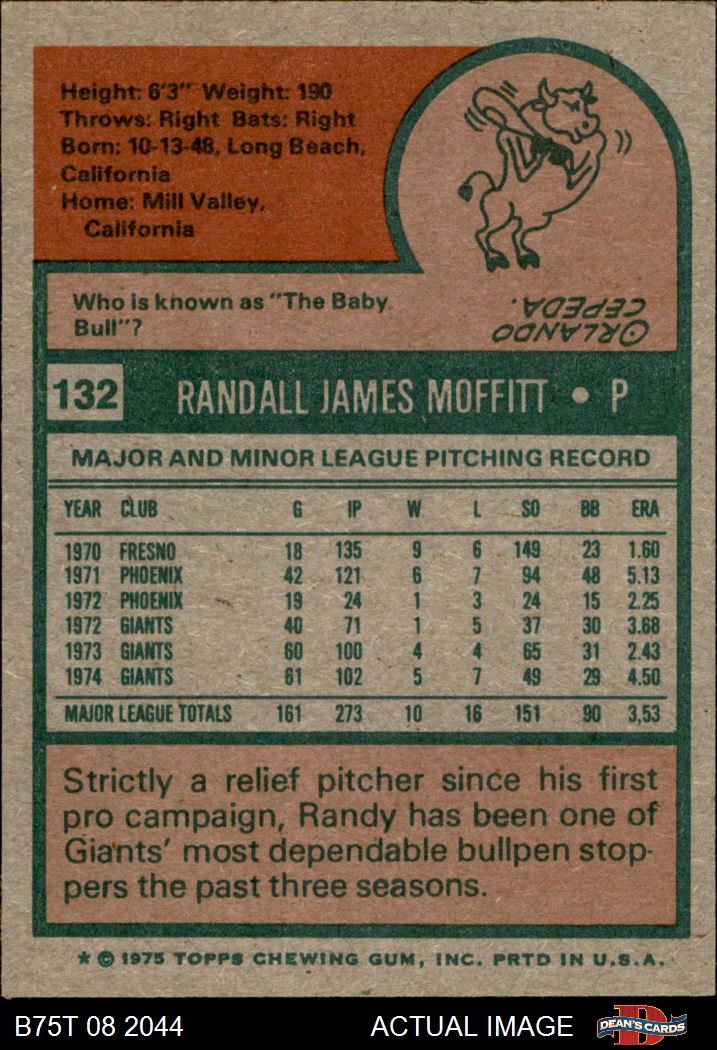 Height: 6'3" Weight: 190
Throws: Right Bats: Right
Born: 10-13-48, Long Beach,
California
Home: Mill Valley,
California
Who is known as "The Baby
Bull"?
ORLANDO
CEPEDA.
132 RANDALL JAMES MOFFITT • P
MAJOR AND MINOR LEAGUE PITCHING RECORD
YEAR CLUB G IP W L SO BB ERA
1970 FRESNO 18 135 9 6 149 23 1.60
1971 PHOENIX 42 121 6 7 94 48 5.13
1972 PHOENIX 19 24 1 3 24 15 2.25
1972 GIANTS 40 71 1 5 37 30 3.68
1973 GIANTS 60 100 4 4 65 31 2.43
1974 GIANTS 61 102 5 7 49 29 4.50
MAJOR LEAGUE TOTALS 161 273 10 16 151 90 3,53
Strictly a relief pitcher since his first
pro campaign, Randy has been one of
Giants' most dependable bullpen stop-
pers the past three seasons.
* © 1975 TOPPS CHEWING GUM, INC. PRTD IN U.S.A.
B75T 08 2044 ACTUAL IMAGE D DEAN'S CARDS